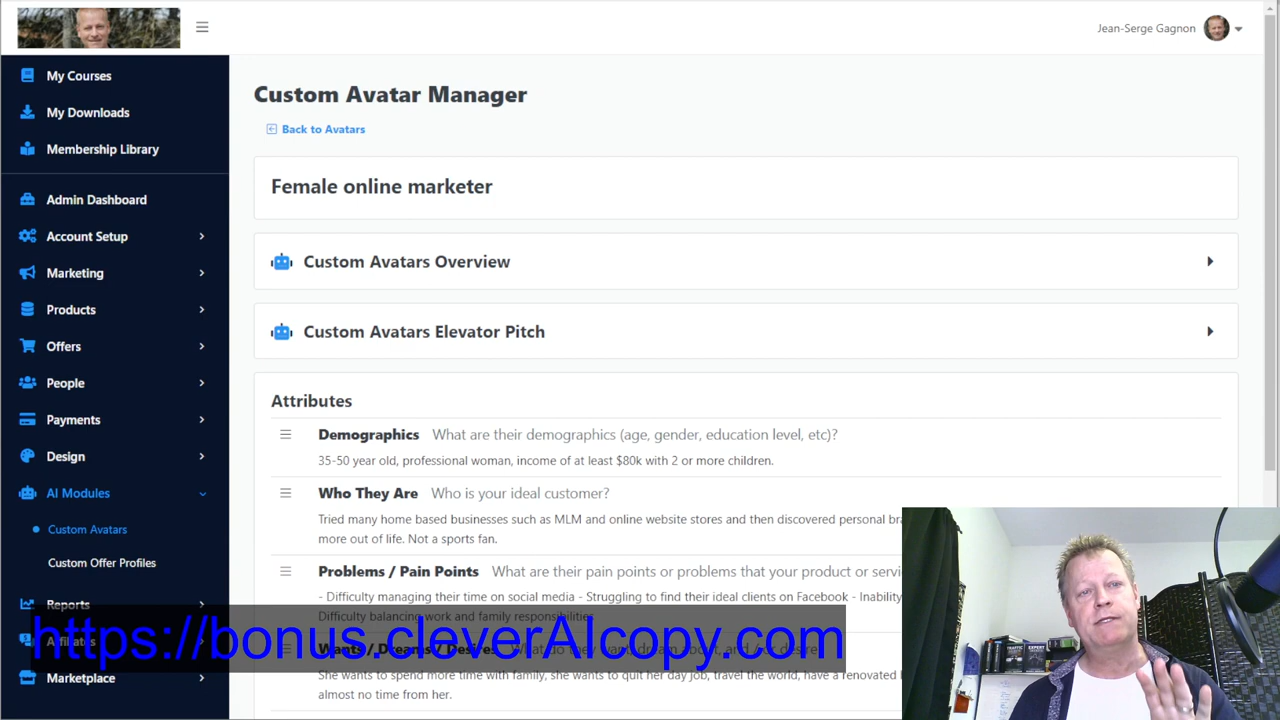 Jean-Serge Gagnon
My Courses
My Downloads
Membership Library
Admin Dashboard
Account Setup
Marketing
Products
Offers
People
Payments
Design
AI Modules
Custom Avatars
Custom Offer Profiles
Reports
Affiliates
Marketplace
Custom Avatar Manager
Back to Avatars
Female online marketer
Custom Avatars Overview
Custom Avatars Elevator Pitch
Attributes
Demographics What are their demographics (age, gender, education level, etc)?
35-50 year old, professional woman, income of at least $80k with 2 or more children.
Who They Are Who is your ideal customer?
Tried many home based businesses such as MLM and online website stores and then discovered personal
more out of life. Not a sports fan.
Problems / Pain Points What are their pain points or problems that your product or
- Difficulty managing their time on social media - Struggling to find their ideal clients on Facebook - Inability
Difficulty balancing work and family responsibilities.
Wants / Dreams / Desires What do they want, dream about, and/or desire?
She wants to spend more time with family, she wants to quit her day job, travel the world, have a renovated
almost no time from her.
https://bonus.cleverAIcopy.com